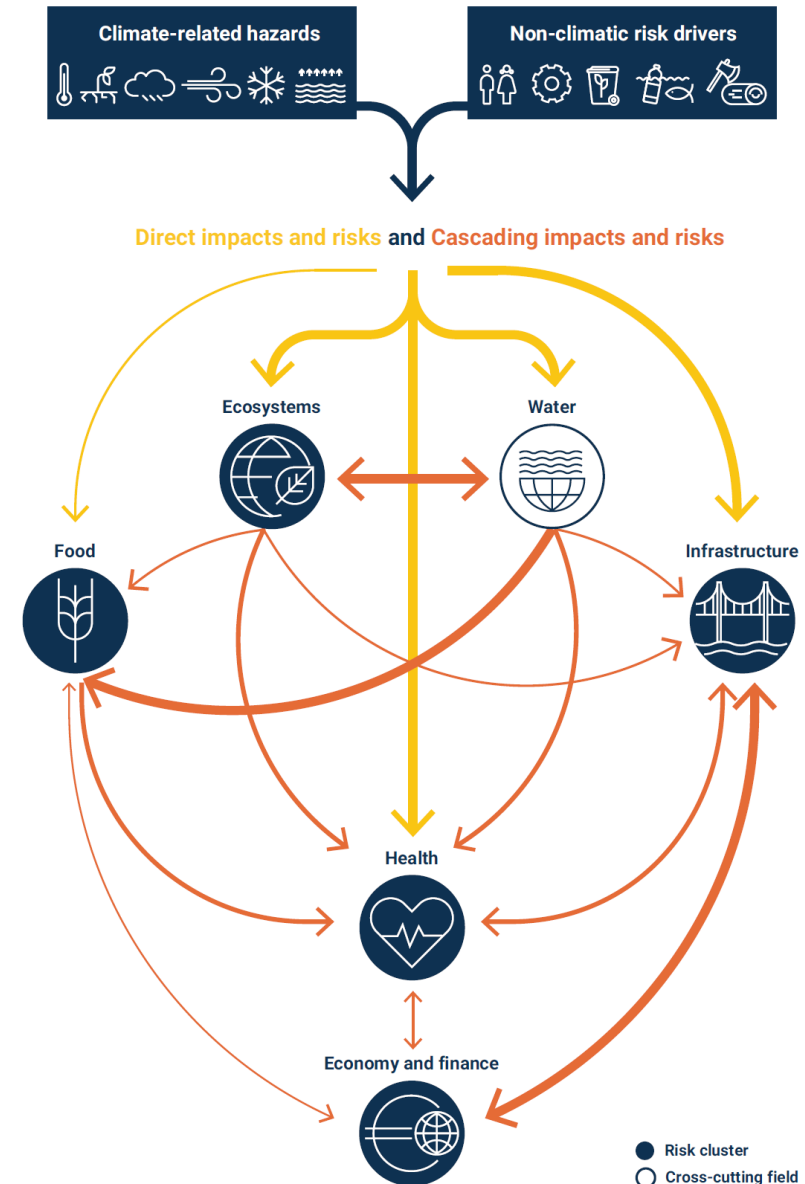 Climate-related hazards
Non-climatic risk drivers
Direct impacts and risks and Cascading impacts and risks
Ecosystems
Water
Food
Infrastructure
Health
Economy and finance
Risk cluster
Cross-cutting field